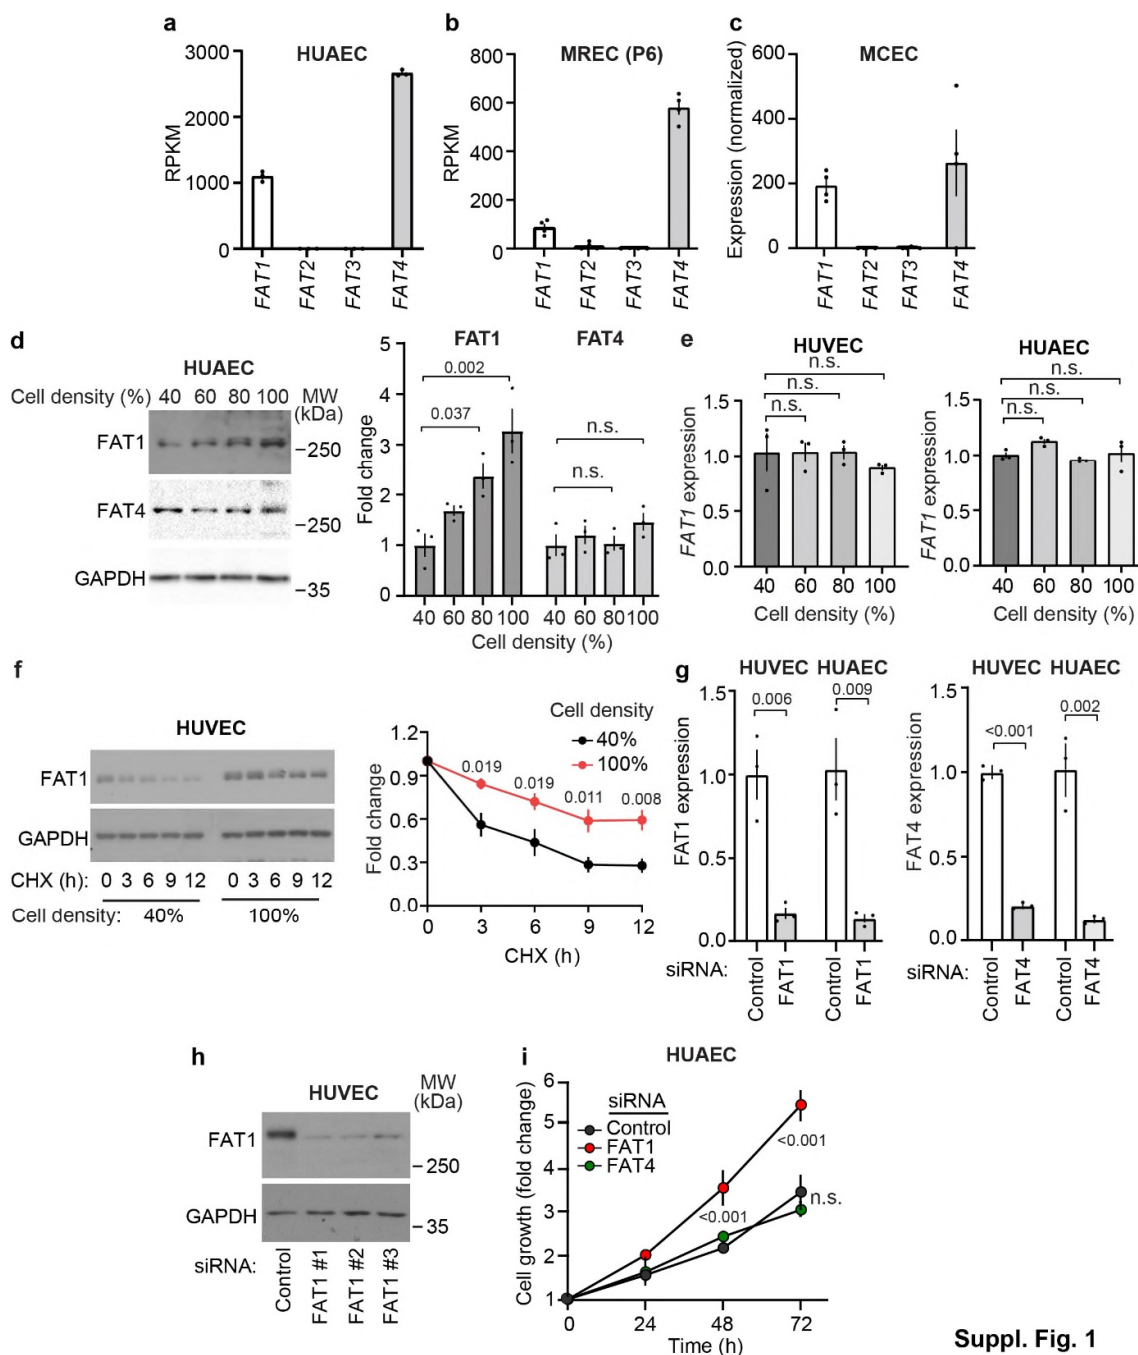 a
HUAEC
RPKM
3000
2000
1000
0
FAT1
FAT2
FAT3
FAT4
b
MREC (P6)
RPKM
800
600
400
200
0
FAT1
FAT2
FAT3
FAT4
c
MCEC
Expression (normalized)
600
400
200
0
FAT1
FAT2
FAT3
FAT4
d
HUAEC
Cell density (%) 40 60 80 100 MW
(kDa)
FAT1
–250
FAT4
–250
GAPDH
–35
FAT1 FAT4
Fold change
5
4
3
2
1
0
0.002
0.037
n.s.
n.s.
40 60 80 100 40 60 80 100
Cell density (%)
e
HUVEC
FAT1 expression
1.5
1.0
0.5
0.0
n.s.
n.s.
n.s.
40 60 80 100
Cell density (%)
HUAEC
FAT1 expression
1.5
1.0
0.5
0.0
n.s.
n.s.
n.s.
40 60 80 100
Cell density (%)
f
HUVEC
FAT1
GAPDH
CHX (h): 0 3 6 9 12 0 3 6 9 12
Cell density: 40% 100%
Cell density
40%
100%
Fold change
1.2
0.9
0.6
0.3
0.0
0.019
0.019
0.011
0.008
0 3 6 9 12
CHX (h)
g
HUVEC HUAEC
FAT1 expression
1.5
1.0
0.5
0.0
0.006
0.009
siRNA:
Control
FAT1
Control
FAT1
HUVEC HUAEC
FAT4 expression
1.5
1.0
0.5
0.0
<0.001
0.002
siRNA:
Control
FAT4
Control
FAT4
h
HUVEC
MW
(kDa)
FAT1
– 250
GAPDH
– 35
siRNA:
Control
FAT1 #1
FAT1 #2
FAT1 #3
i
HUAEC
Cell growth (fold change)
6
5
4
3
2
1
siRNA
Control
FAT1
FAT4
<0.001
<0.001
n.s.
0 24 48 72
Time (h)
Suppl. Fig. 1